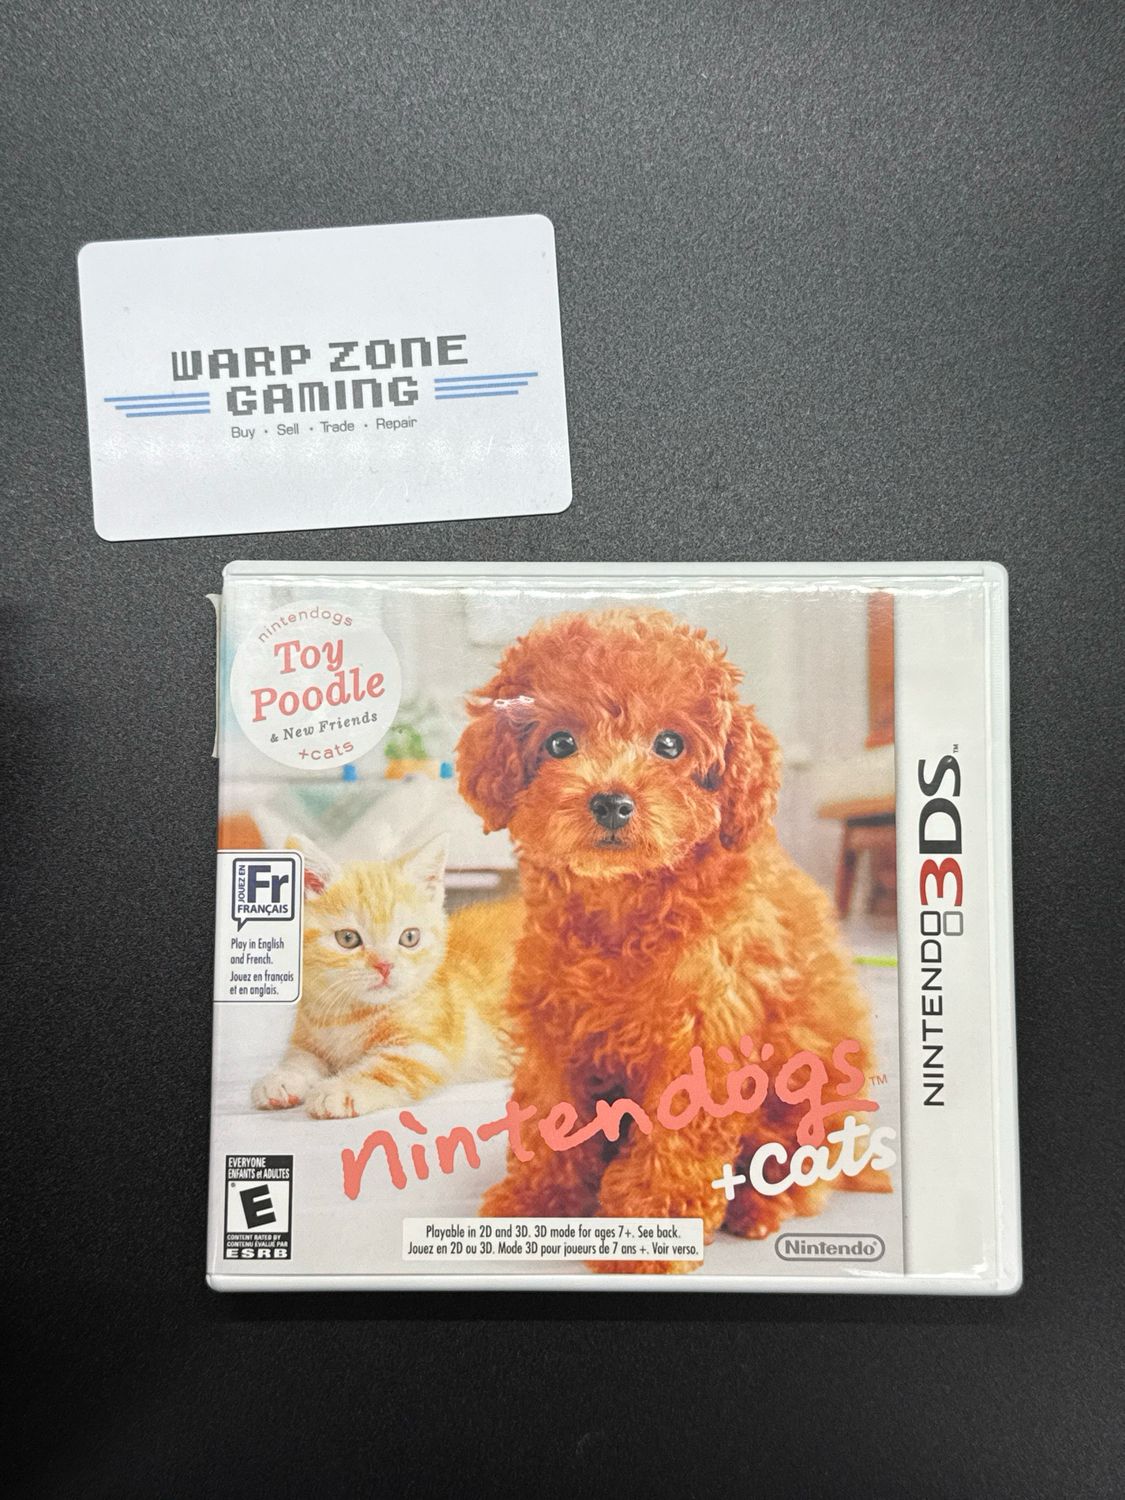 WARP ZONE
GAMING
Buy • Sell • Trade • Repair
nintendogs
Toy
Poodle
& New Friends
+cats
JOUEZ EN
Fr
FRANÇAIS
Play in English
and French.
Jouez en français
et en anglais.
NINTENDO 3DS™
nintendogs™
+cats
EVERYONE
ENFANTS et ADULTES
E
CONTENT RATED BY
CONTENU ÉVALUÉ PAR
ESRB
Playable in 2D and 3D. 3D mode for ages 7+. See back.
Jouez en 2D ou 3D. Mode 3D pour joueurs de 7 ans +. Voir verso.
Nintendo®